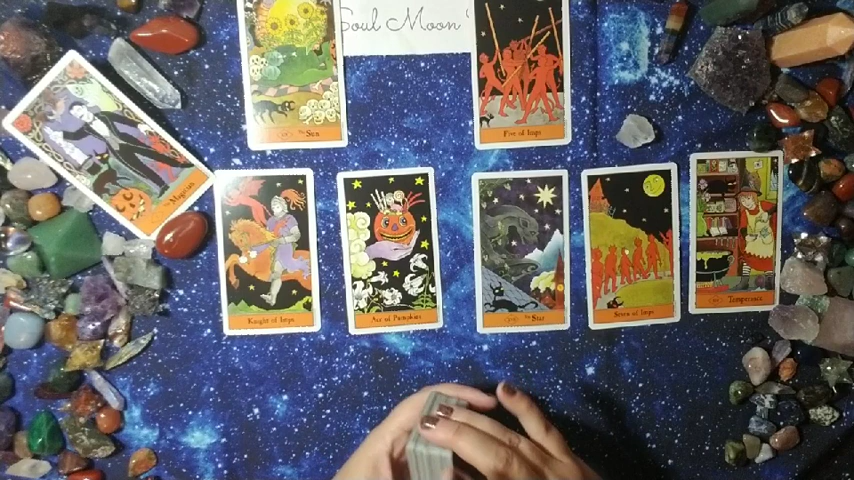 Soul Moon
The Sun
Five of Imps
Magician
Knight of Imps
Ace of Pumpkins
The Star
Seven of Imps
Temperance